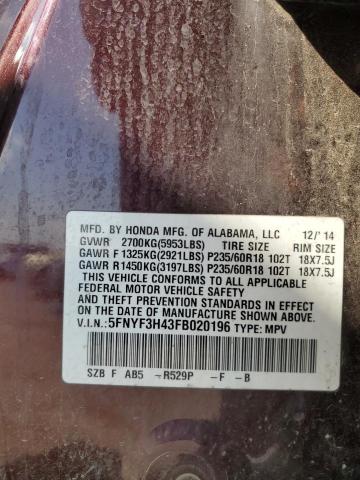 MFD. BY HONDA MFG. OF ALABAMA, LLC 12/'14
GVWR 2700KG(5953LBS) TIRE SIZE RIM SIZE
GAWR F 1325KG(2921LBS) P235/60R18 102T 18X7.5J
GAWR R1450KG(3197LBS) P235/60R18 102T 18X7.5J
THIS VEHICLE CONFORMS TO ALL APPLICABLE
FEDERAL MOTOR VEHICLE SAFETY
AND THEFT PREVENTION STANDARDS IN EFFECT ON
THE DATE OF MANUFACTURE SHOWN ABOVE.
V.I.N.: 5FNYF3H43FB020196 TYPE: MPV
SZB F AB5 -R529P -F -B